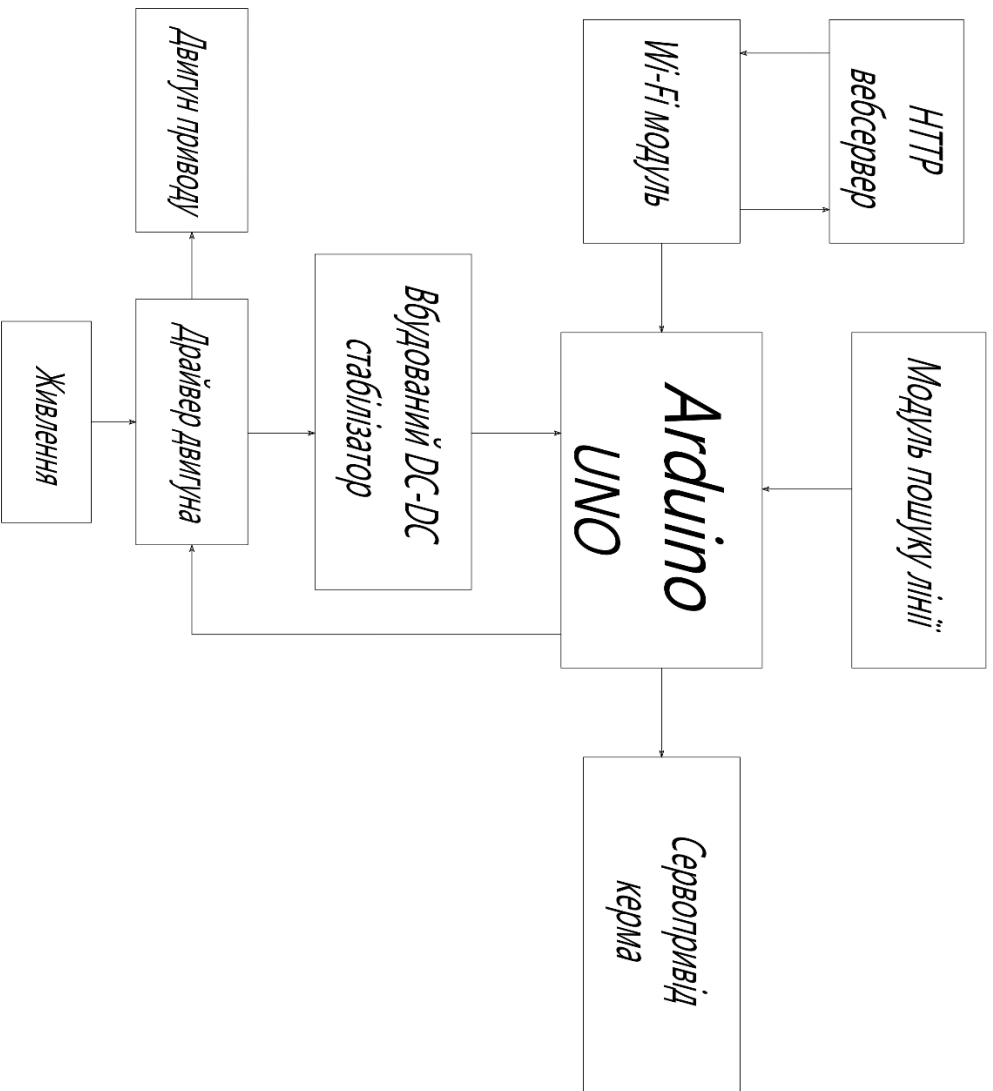 HTTP
вебсервер
Модуль пошуку лінії
Wi-Fi модуль
Arduino
UNO
Сервопривід
керма
Вбудований DC-DC
стабілізатор
Двигун приводу
Драйвер двигуна
Живлення